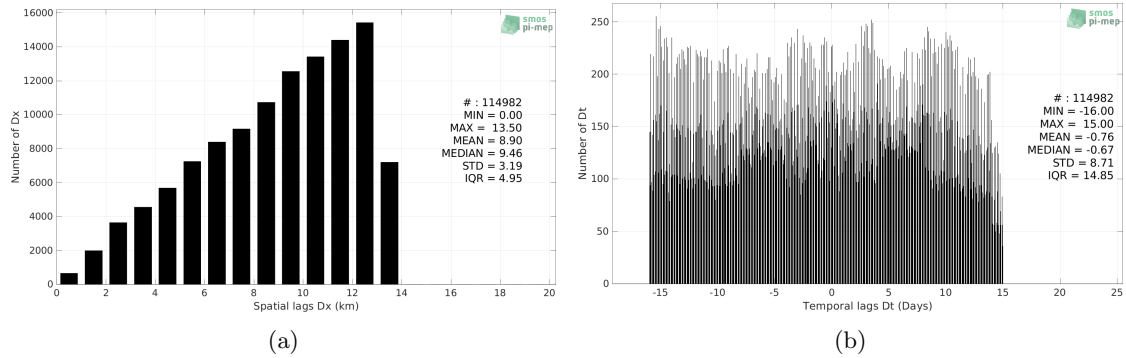 smos
pi-mep
16000
14000
12000
10000
8000
6000
4000
2000
0
Number of Dx
# : 114982
MIN = 0.00
MAX = 13.50
MEAN = 8.90
MEDIAN = 9.46
STD = 3.19
IQR = 4.95
0 2 4 6 8 10 12 14 16 18 20
Spatial lags Dx (km)
(a)
smos
pi-mep
250
200
150
100
50
0
Number of Dt
# : 114982
MIN = -16.00
MAX = 15.00
MEAN = -0.76
MEDIAN = -0.67
STD = 8.71
IQR = 14.85
-15 -10 -5 0 5 10 15 20 25
Temporal lags Dt (Days)
(b)